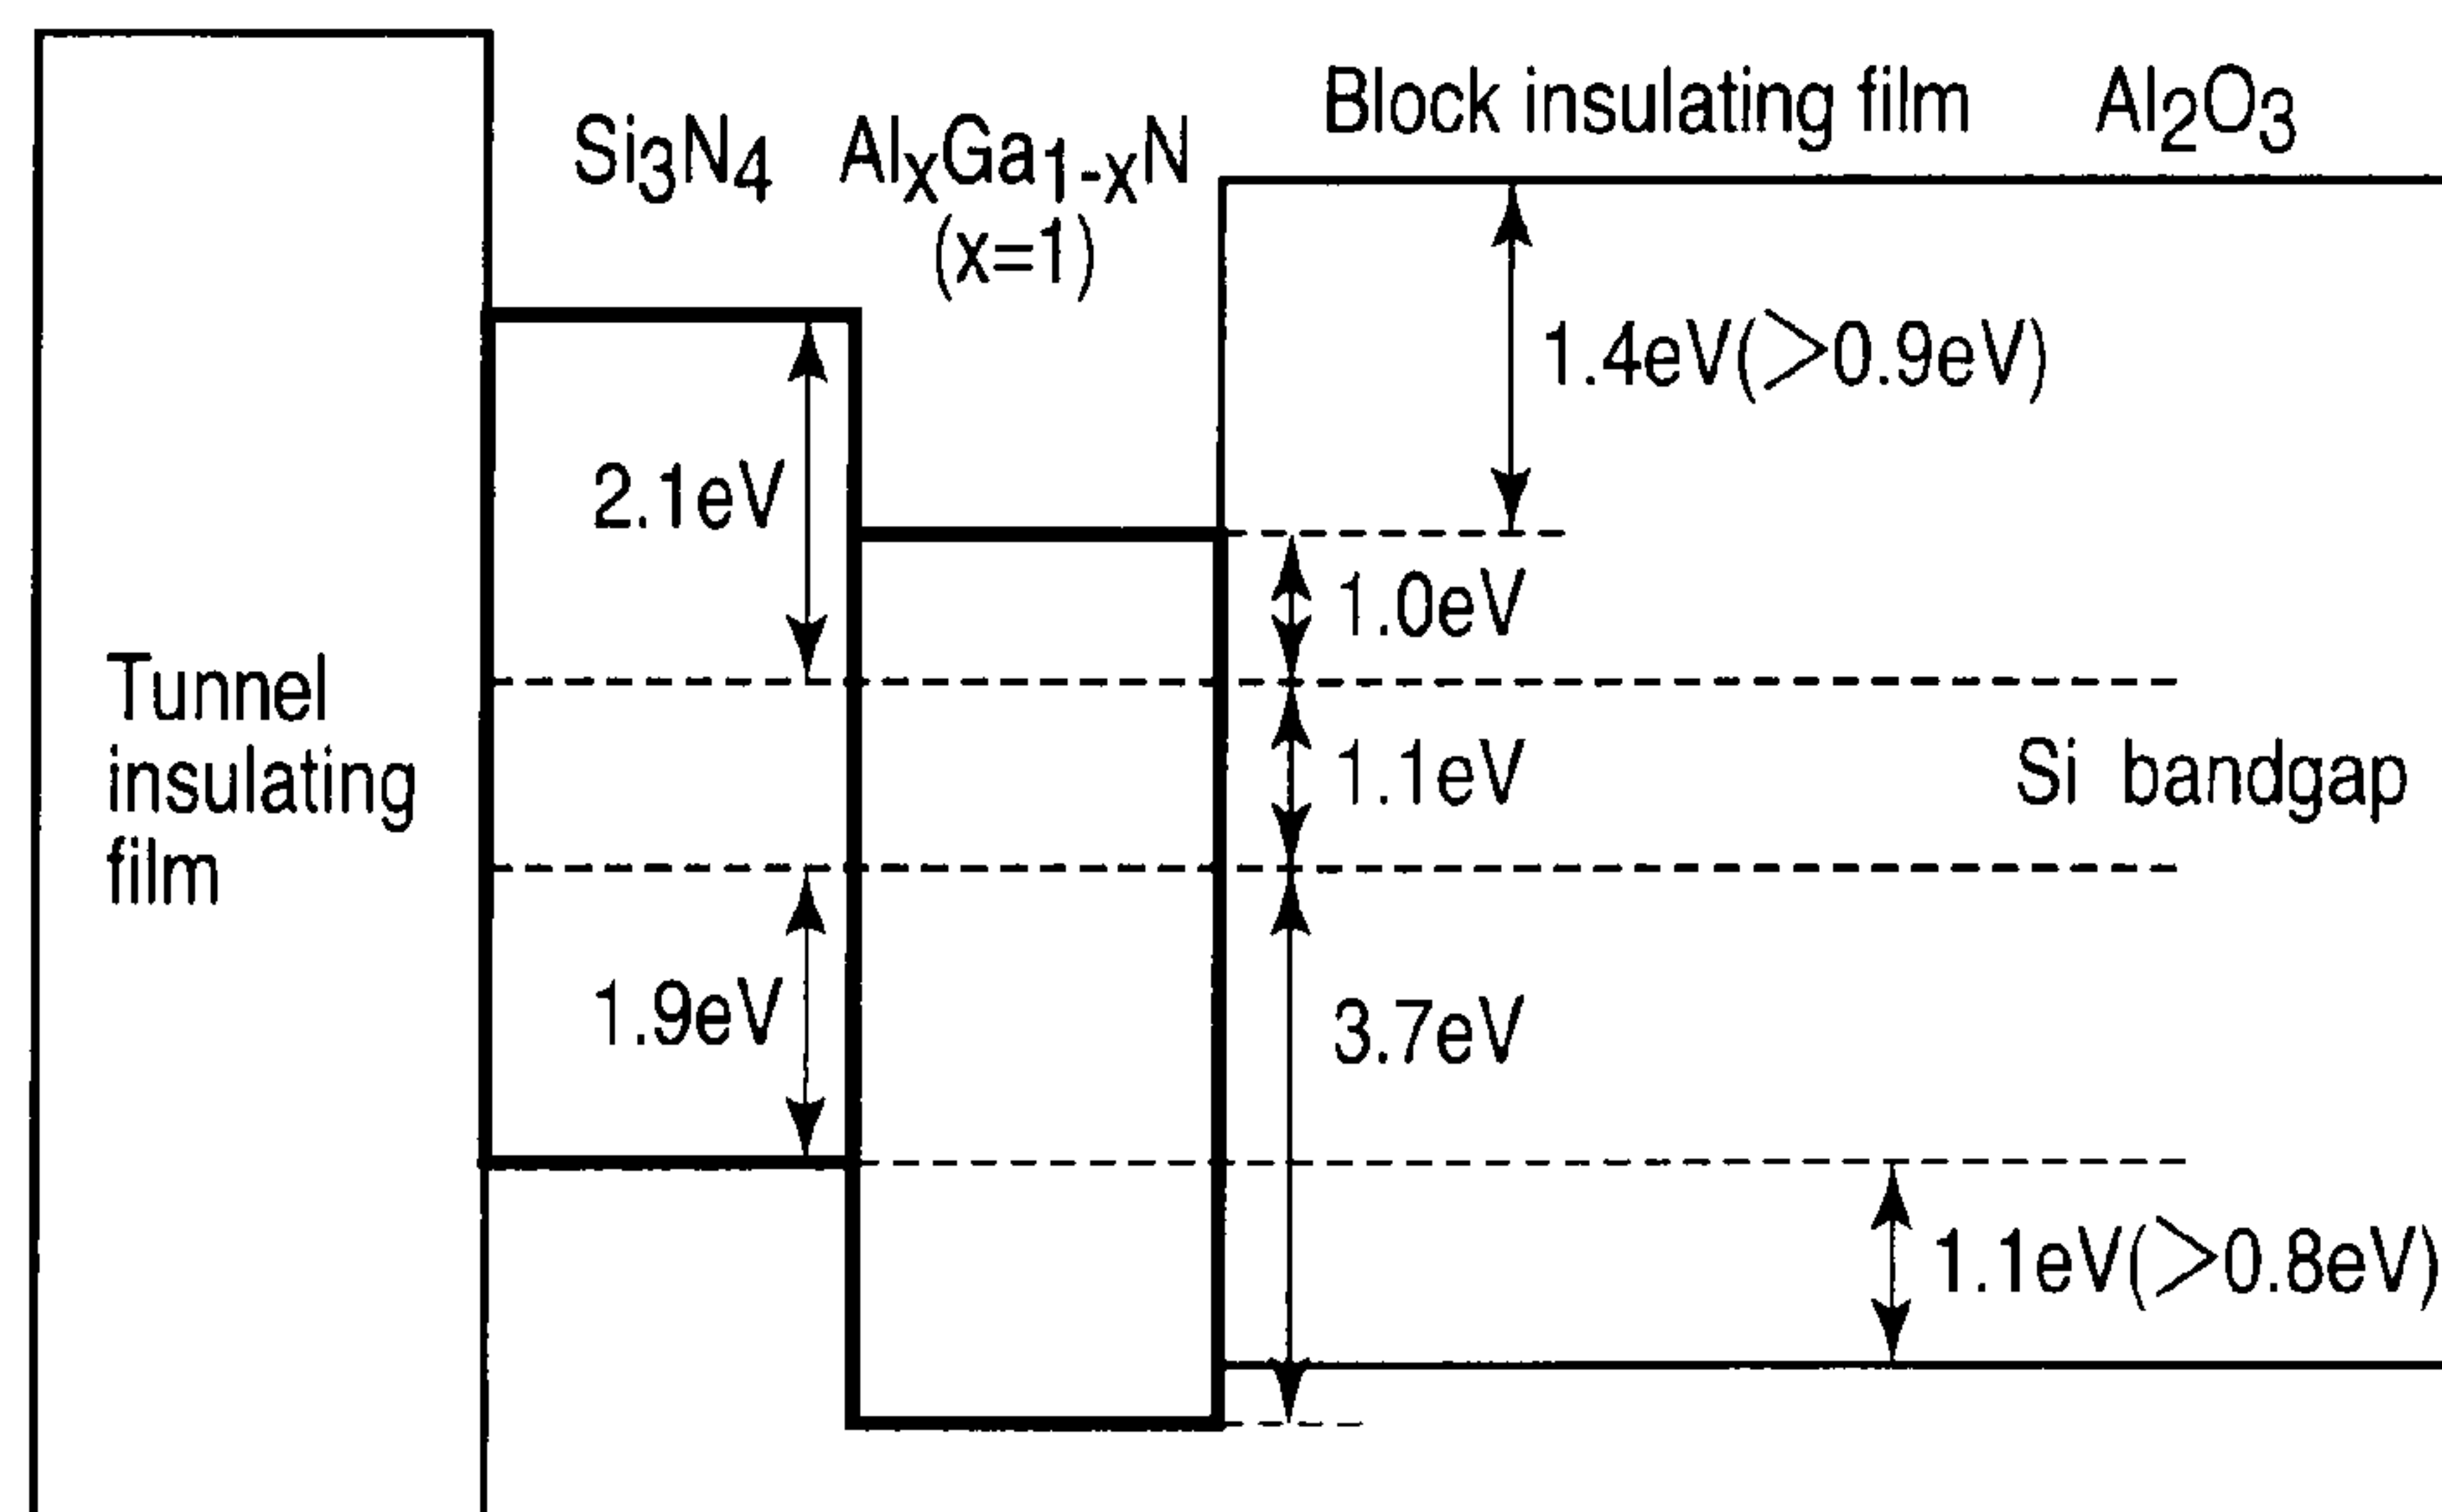 Block insulating film Al2O3
Si3N4 AlxGa1-xN
(x=1)
1.4eV(>0.9eV)
2.1eV
1.0eV
Tunnel
insulating
film
1.1eV
Si bandgap
1.9eV
3.7eV
1.1eV(>0.8eV)